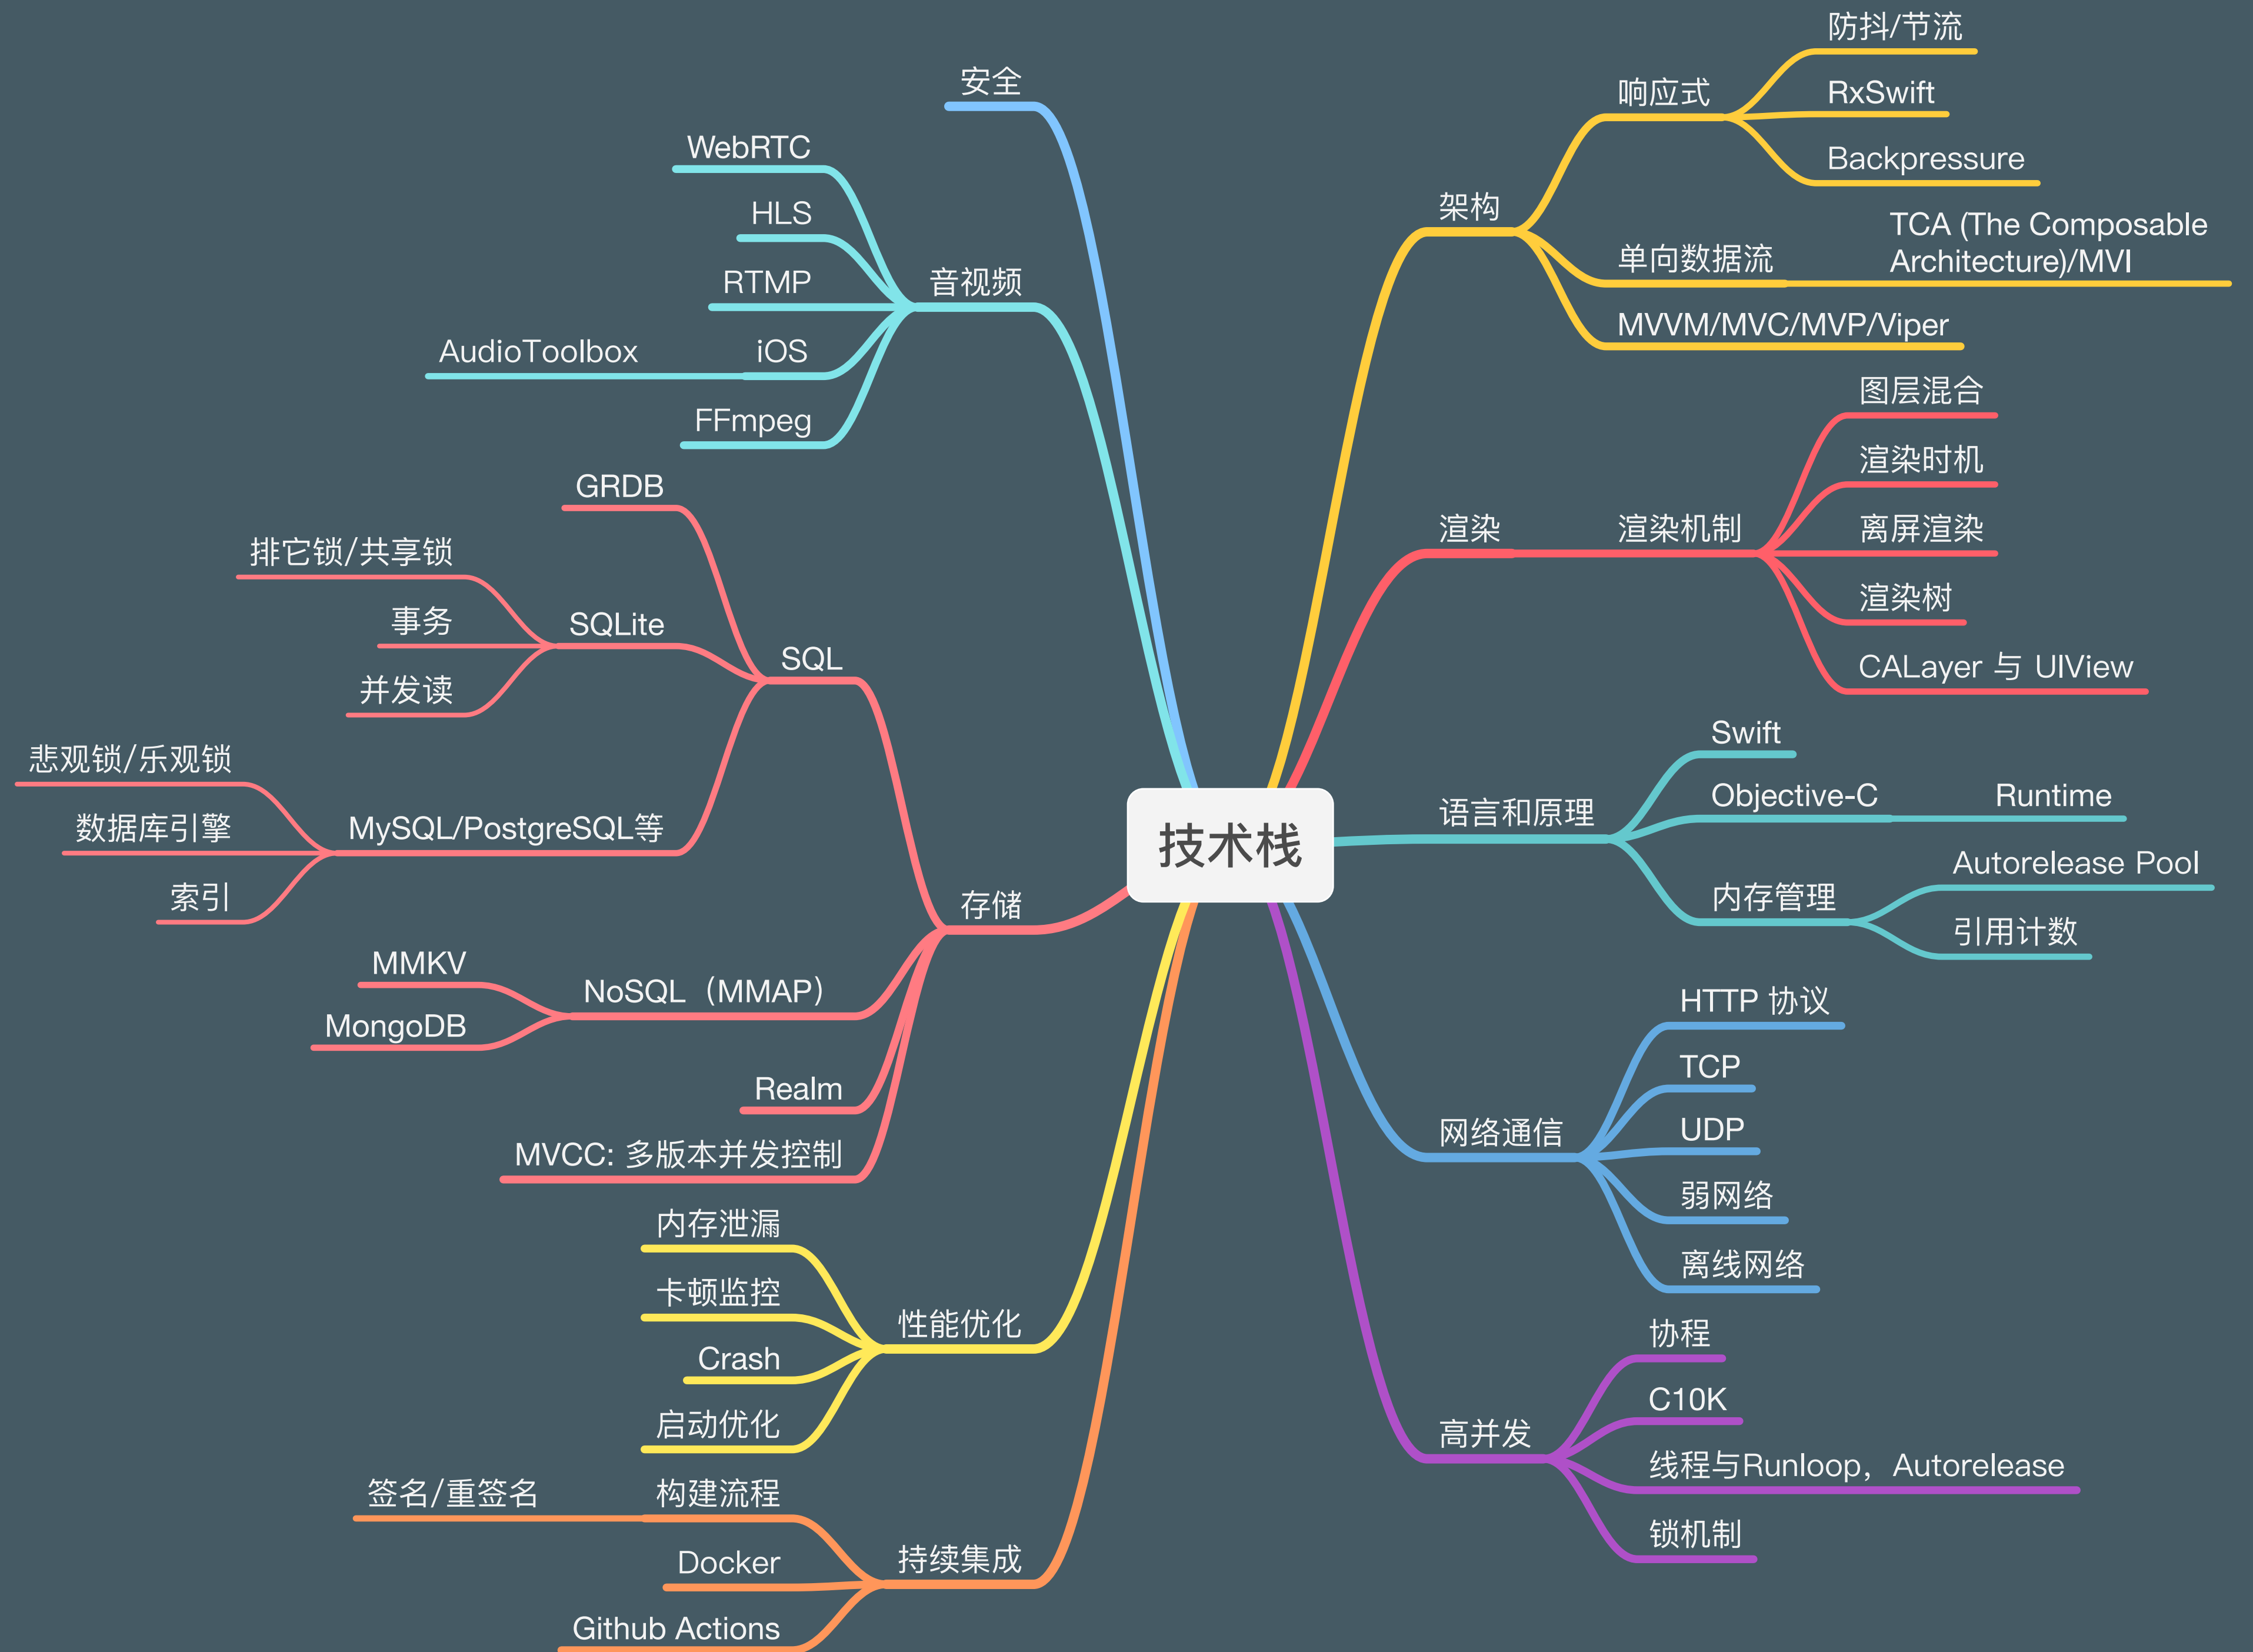 技术栈
架构
响应式
防抖/节流
RxSwift
Backpressure
单向数据流
TCA (The Composable
Architecture)/MVI
MVVM/MVC/MVP/Viper
渲染
渲染机制
图层混合
渲染时机
离屏渲染
渲染树
CALayer 与 UIView
语言和原理
Swift
Objective-C
Runtime
内存管理
Autorelease Pool
引用计数
网络通信
HTTP 协议
TCP
UDP
弱网络
离线网络
高并发
协程
C10K
线程与Runloop，Autorelease
锁机制
安全
音视频
WebRTC
HLS
RTMP
iOS
AudioToolbox
FFmpeg
存储
SQL
GRDB
SQLite
排它锁/共享锁
事务
并发读
MySQL/PostgreSQL等
悲观锁/乐观锁
数据库引擎
索引
NoSQL（MMAP）
MMKV
MongoDB
Realm
MVCC: 多版本并发控制
性能优化
内存泄漏
卡顿监控
Crash
启动优化
持续集成
构建流程
签名/重签名
Docker
Github Actions